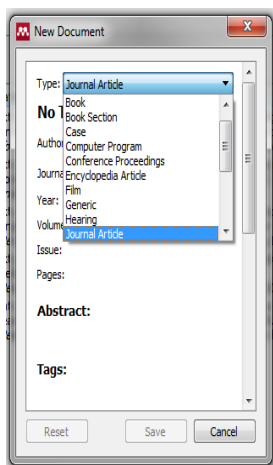 New Document
Type: Journal Article
Book
No T
Book Section
Case
Author
Computer Program
Conference Proceedings
Journa
Encyclopedia Article
Film
Year:
Generic
Volume
Hearing
Journal Article
Issue:
Pages:
Abstract:
Tags:
Reset Save Cancel